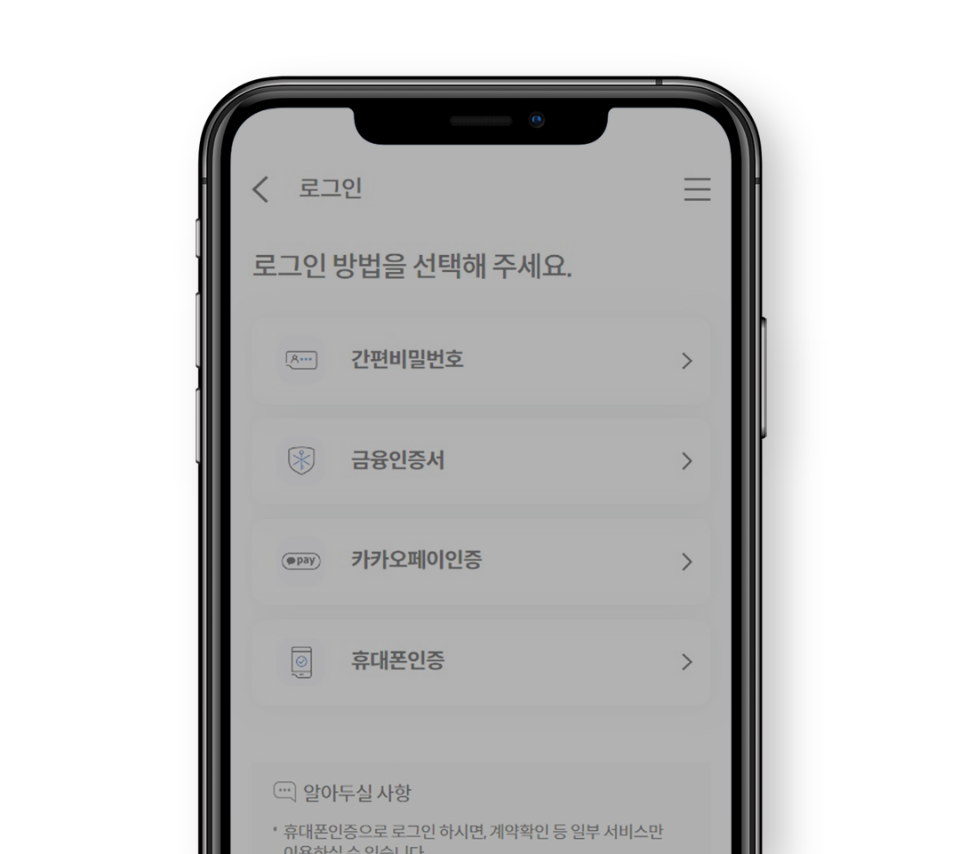 로그인
로그인 방법을 선택해 주세요.
간편비밀번호
금융인증서
pay 카카오페이인증
휴대폰인증
알아두실 사항
* 휴대폰인증으로 로그인 하시면, 계약확인 등 일부 서비스만
이용하실 수 있습니다